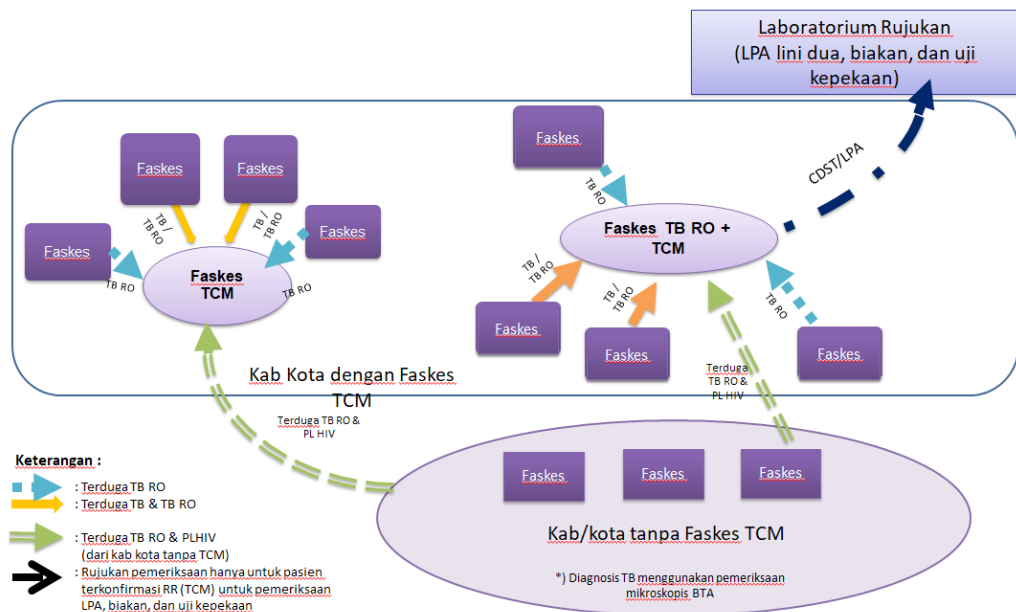 Laboratorium Rujukan
(LPA lini dua, biakan, dan uji
kepekaan)
Faskes
Faskes
Faskes
Faskes
TB /
TB RO
TB /
TB RO
TB RO
TB RO
Faskes
TCM
Faskes
TB RO
Faskes TB RO +
TCM
CDST/LPA
TB /
TB RO
TB /
TB RO
TB RO
Faskes
Faskes
Faskes
Kab Kota dengan Faskes
TCM
Terduga TB RO &
PL HIV
Terduga
TB RO &
PL HIV
Faskes
Faskes
Faskes
Kab/kota tanpa Faskes TCM
*) Diagnosis TB menggunakan pemeriksaan
mikroskopis BTA
Keterangan :
: Terduga TB RO
: Terduga TB & TB RO
: Terduga TB RO & PLHIV
(dari kab kota tanpa TCM)
: Rujukan pemeriksaan hanya untuk pasien
terkonfirmasi RR (TCM) untuk pemeriksaan
LPA, biakan, dan uji kepekaan